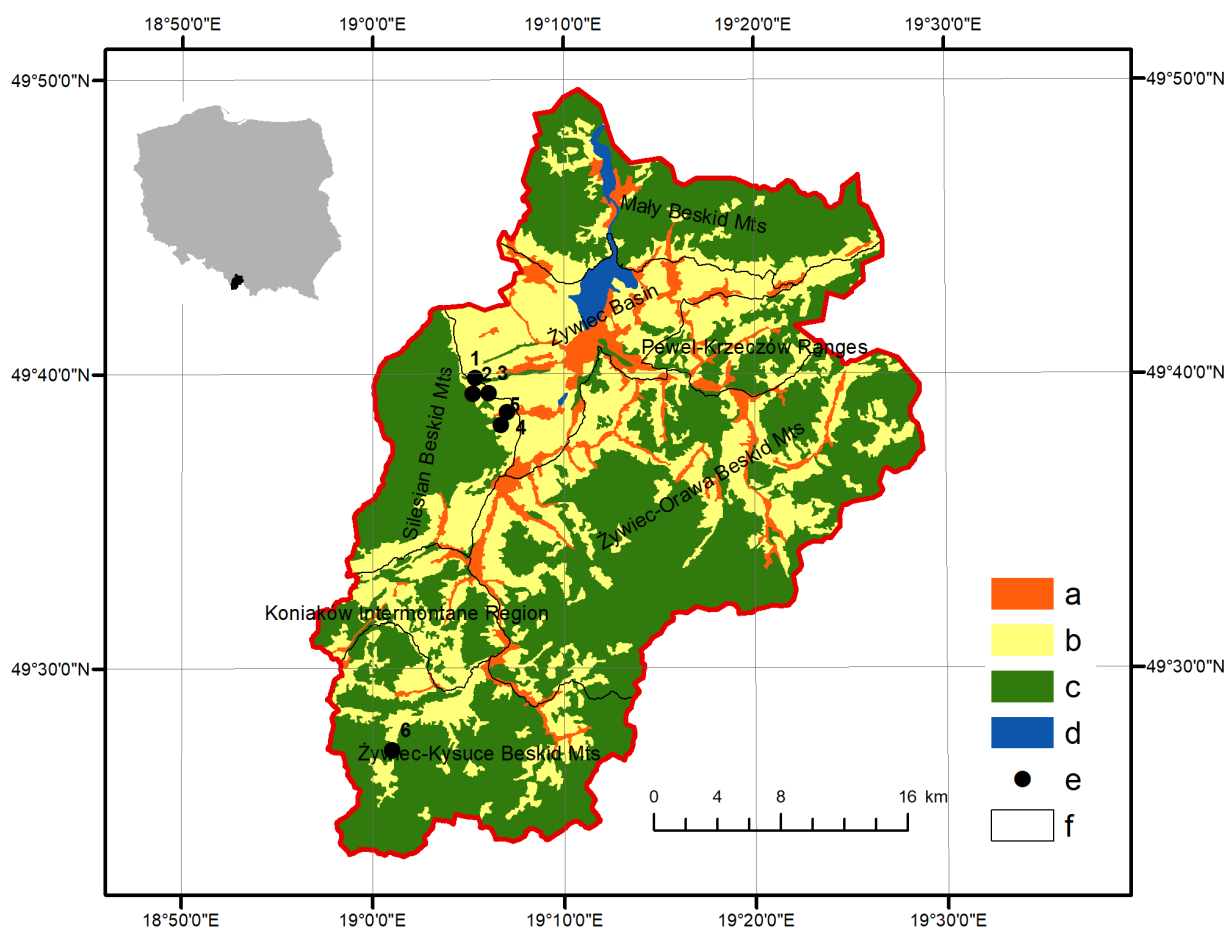 18°50'0"E 19°0'0"E 19°10'0"E 19°20'0"E 19°30'0"E
49°50'0"N 49°50'0"N
Mały Beskid Mts
Żywiec Basin
Pewel-Krzeczów Ranges
1
49°40'0"N 49°40'0"N
2 3
5
4
Silesian Beskid Mts
Żywiec-Orawa Beskid Mts
a
Koniaków Intermontane Region
b
49°30'0"N 49°30'0"N
c
6
d
Żywiec-Kysuce Beskid Mts
e
0 4 8 16 km
f
18°50'0"E 19°0'0"E 19°10'0"E 19°20'0"E 19°30'0"E